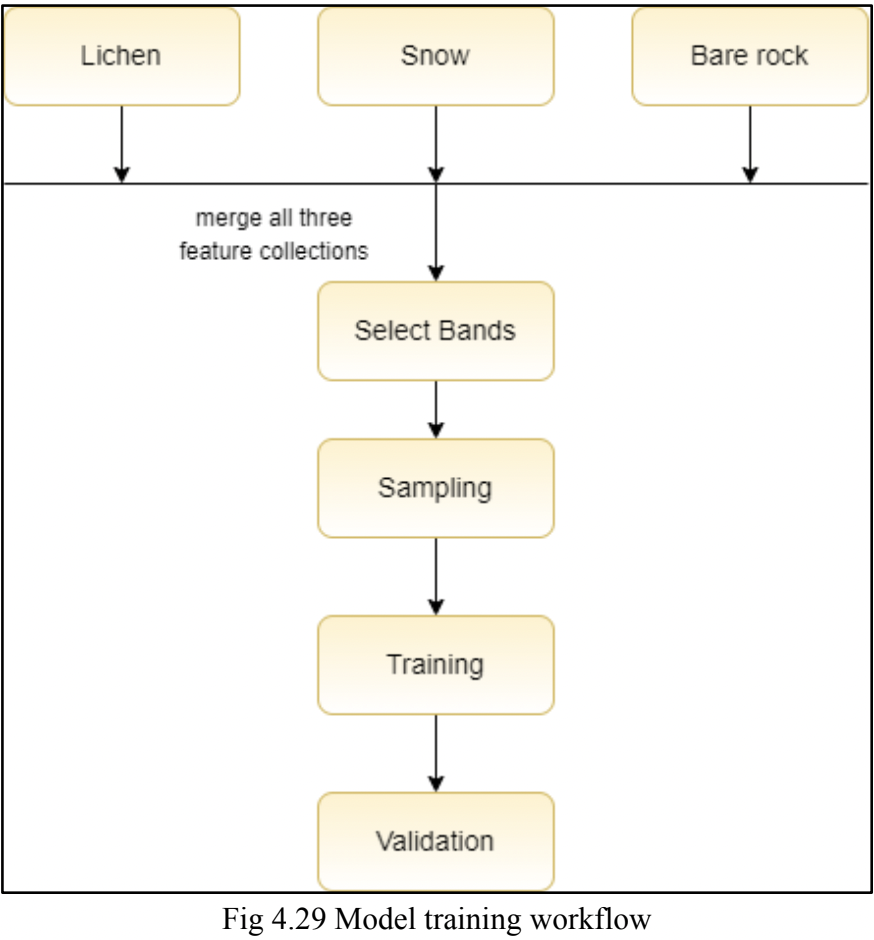 Lichen
Snow
Bare rock
merge all three
feature collections
Select Bands
Sampling
Training
Validation
Fig 4.29 Model training workflow